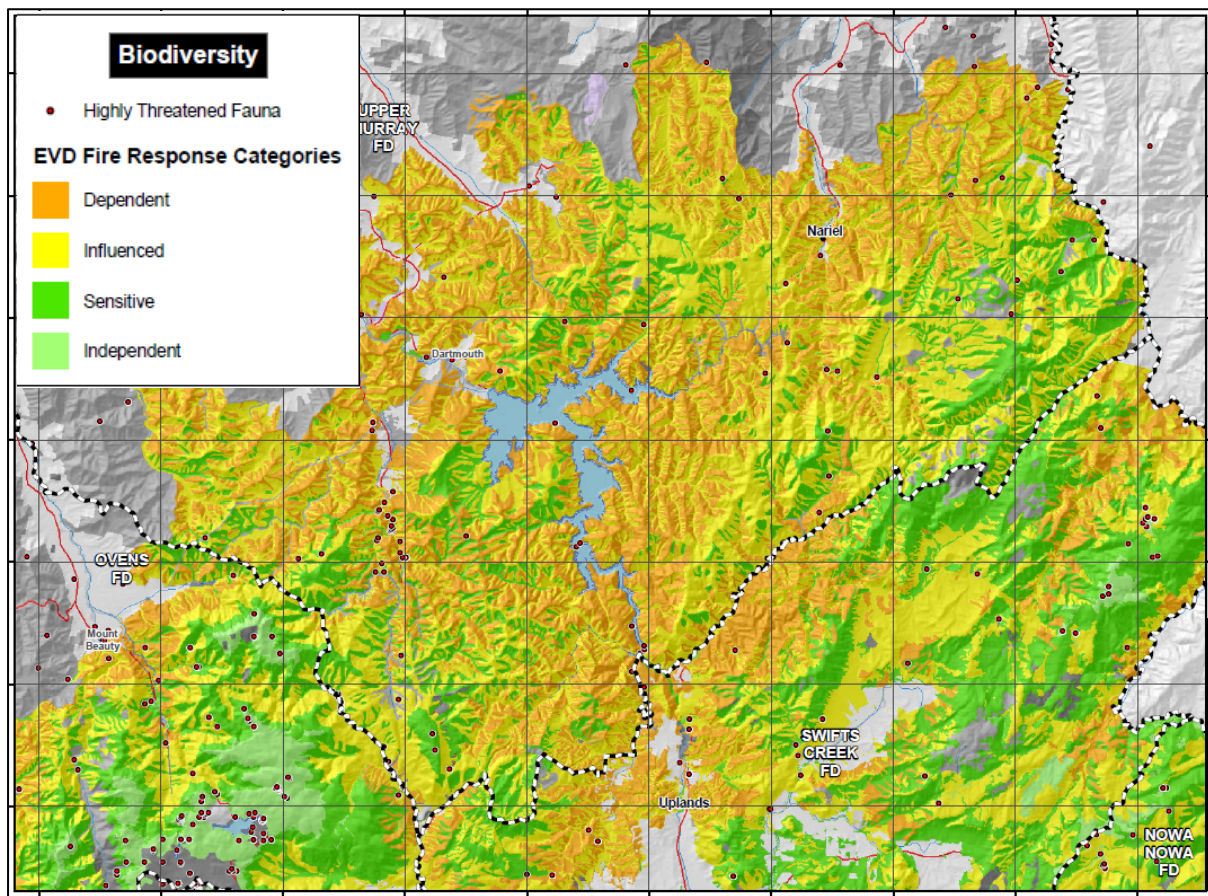 Biodiversity
Highly Threatened Fauna
EVD Fire Response Categories
Dependent
Influenced
Sensitive
Independent
UPPER
MURRAY
FD
Nariel
Dartmouth
OVENS
FD
Mount
Beauty
SWIFTS
CREEK
FD
Uplands
NOWA
NOWA
FD